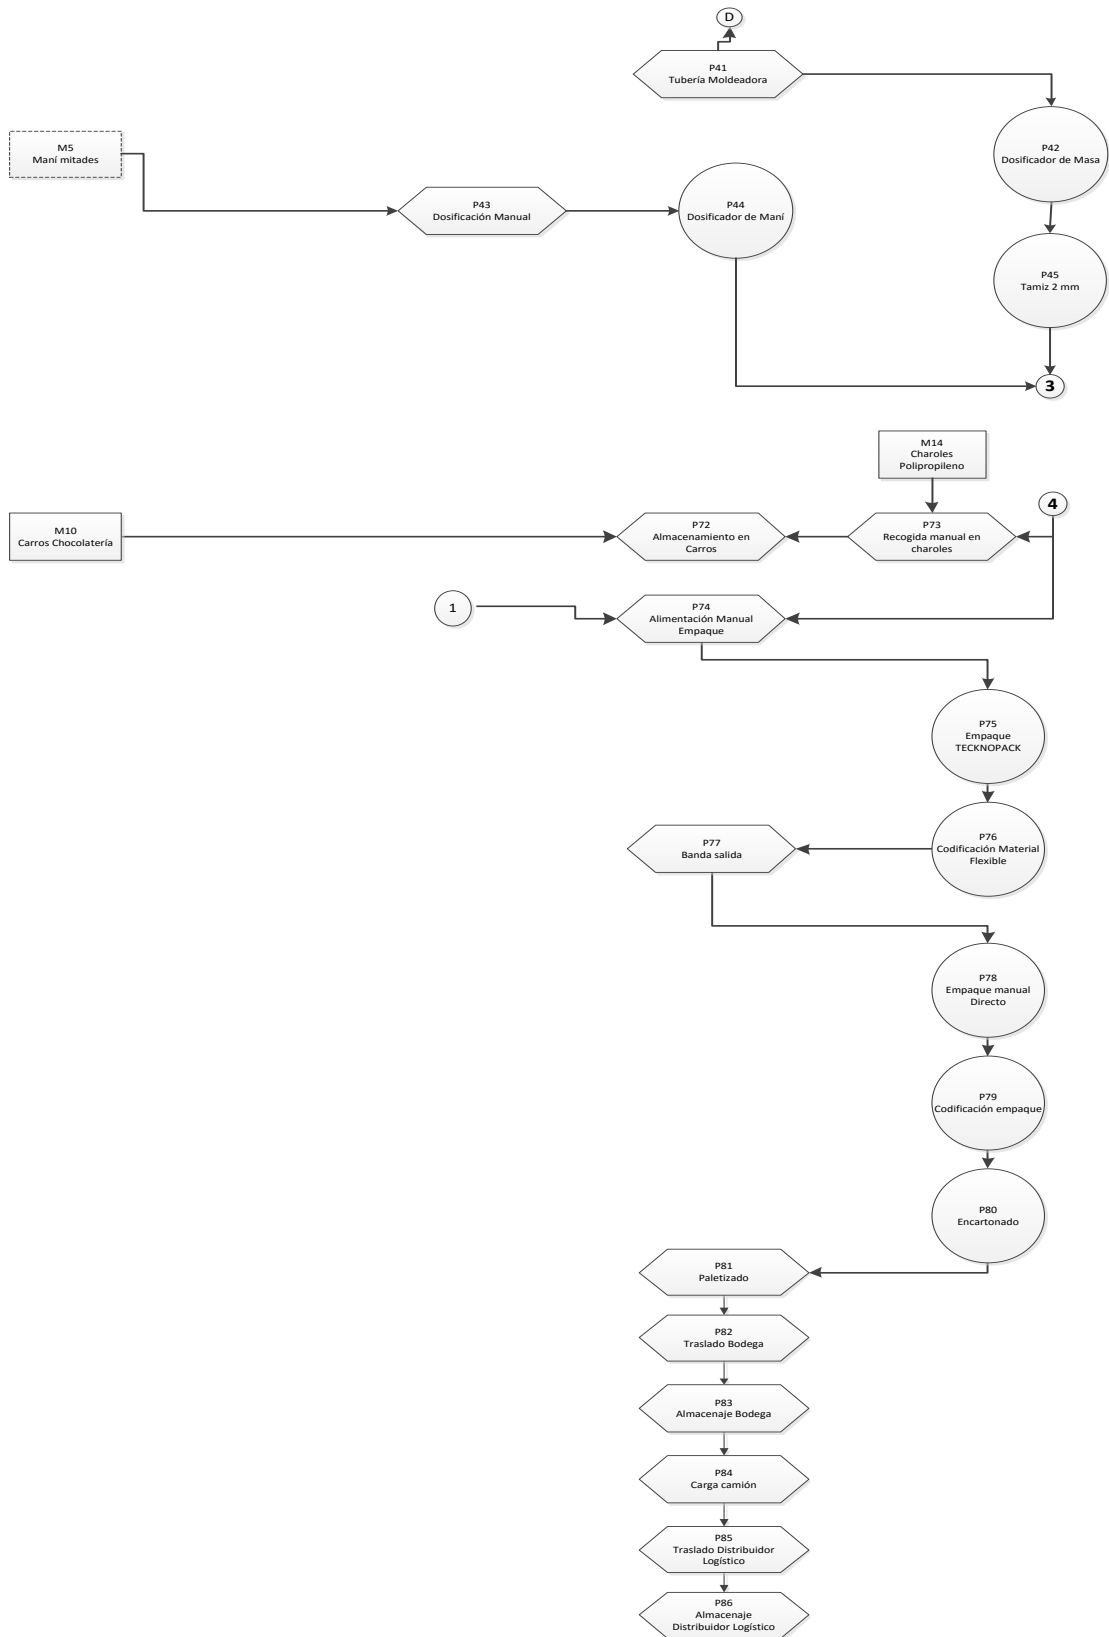 D
P41
Tubería Moldeadora
M5
Maní mitades
P42
Dosificador de Masa
P43
Dosificación Manual
P44
Dosificador de Maní
P45
Tamiz 2 mm
3
M14
Charoles
Polipropileno
4
M10
Carros Chocolatería
P72
Almacenamiento en
Carros
P73
Recogida manual en
charoles
1
P74
Alimentación Manual
Empaque
P75
Empaque
TECKNOPACK
P76
Codificación Material
Flexible
P77
Banda salida
P78
Empaque manual
Directo
P79
Codificación empaque
P80
Encartonado
P81
Paletizado
P82
Traslado Bodega
P83
Almacenaje Bodega
P84
Carga camión
P85
Traslado Distribuidor
Logístico
P86
Almacenaje
Distribuidor Logístico